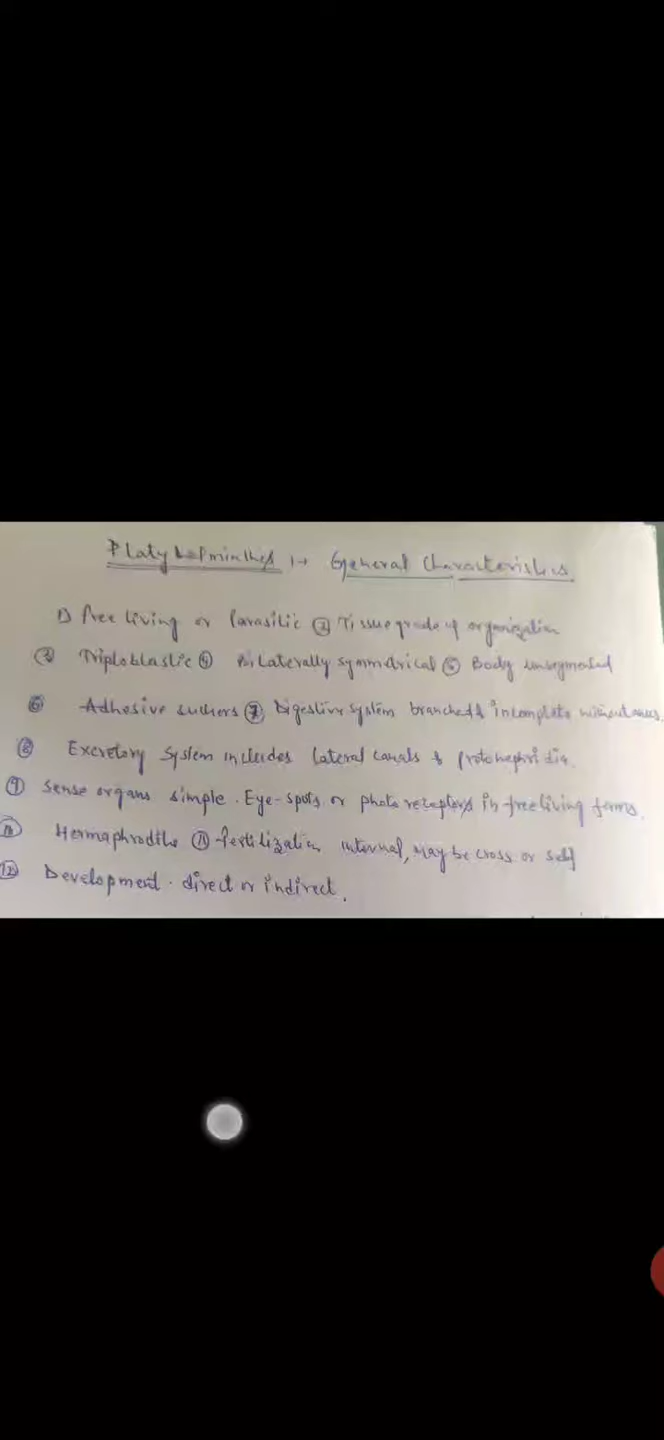 Platyhelminthes :→ General Characteristics.
1) Free living or Parasitic ② Tissue grade of organization
③ Triploblastic ④ Bilaterally symmetrical ⑤ Body unsegmented
⑥ Adhesive suckers ⑦ Digestive system branched & incomplete without anus.
⑧ Excretory System includes lateral canals & protonephridia.
⑨ Sense organs simple. Eye-spots or photo receptors in free living forms.
⑩ Hermaphrodite ⑪ fertilization internal, may be cross or self
⑫ Development. direct or indirect.